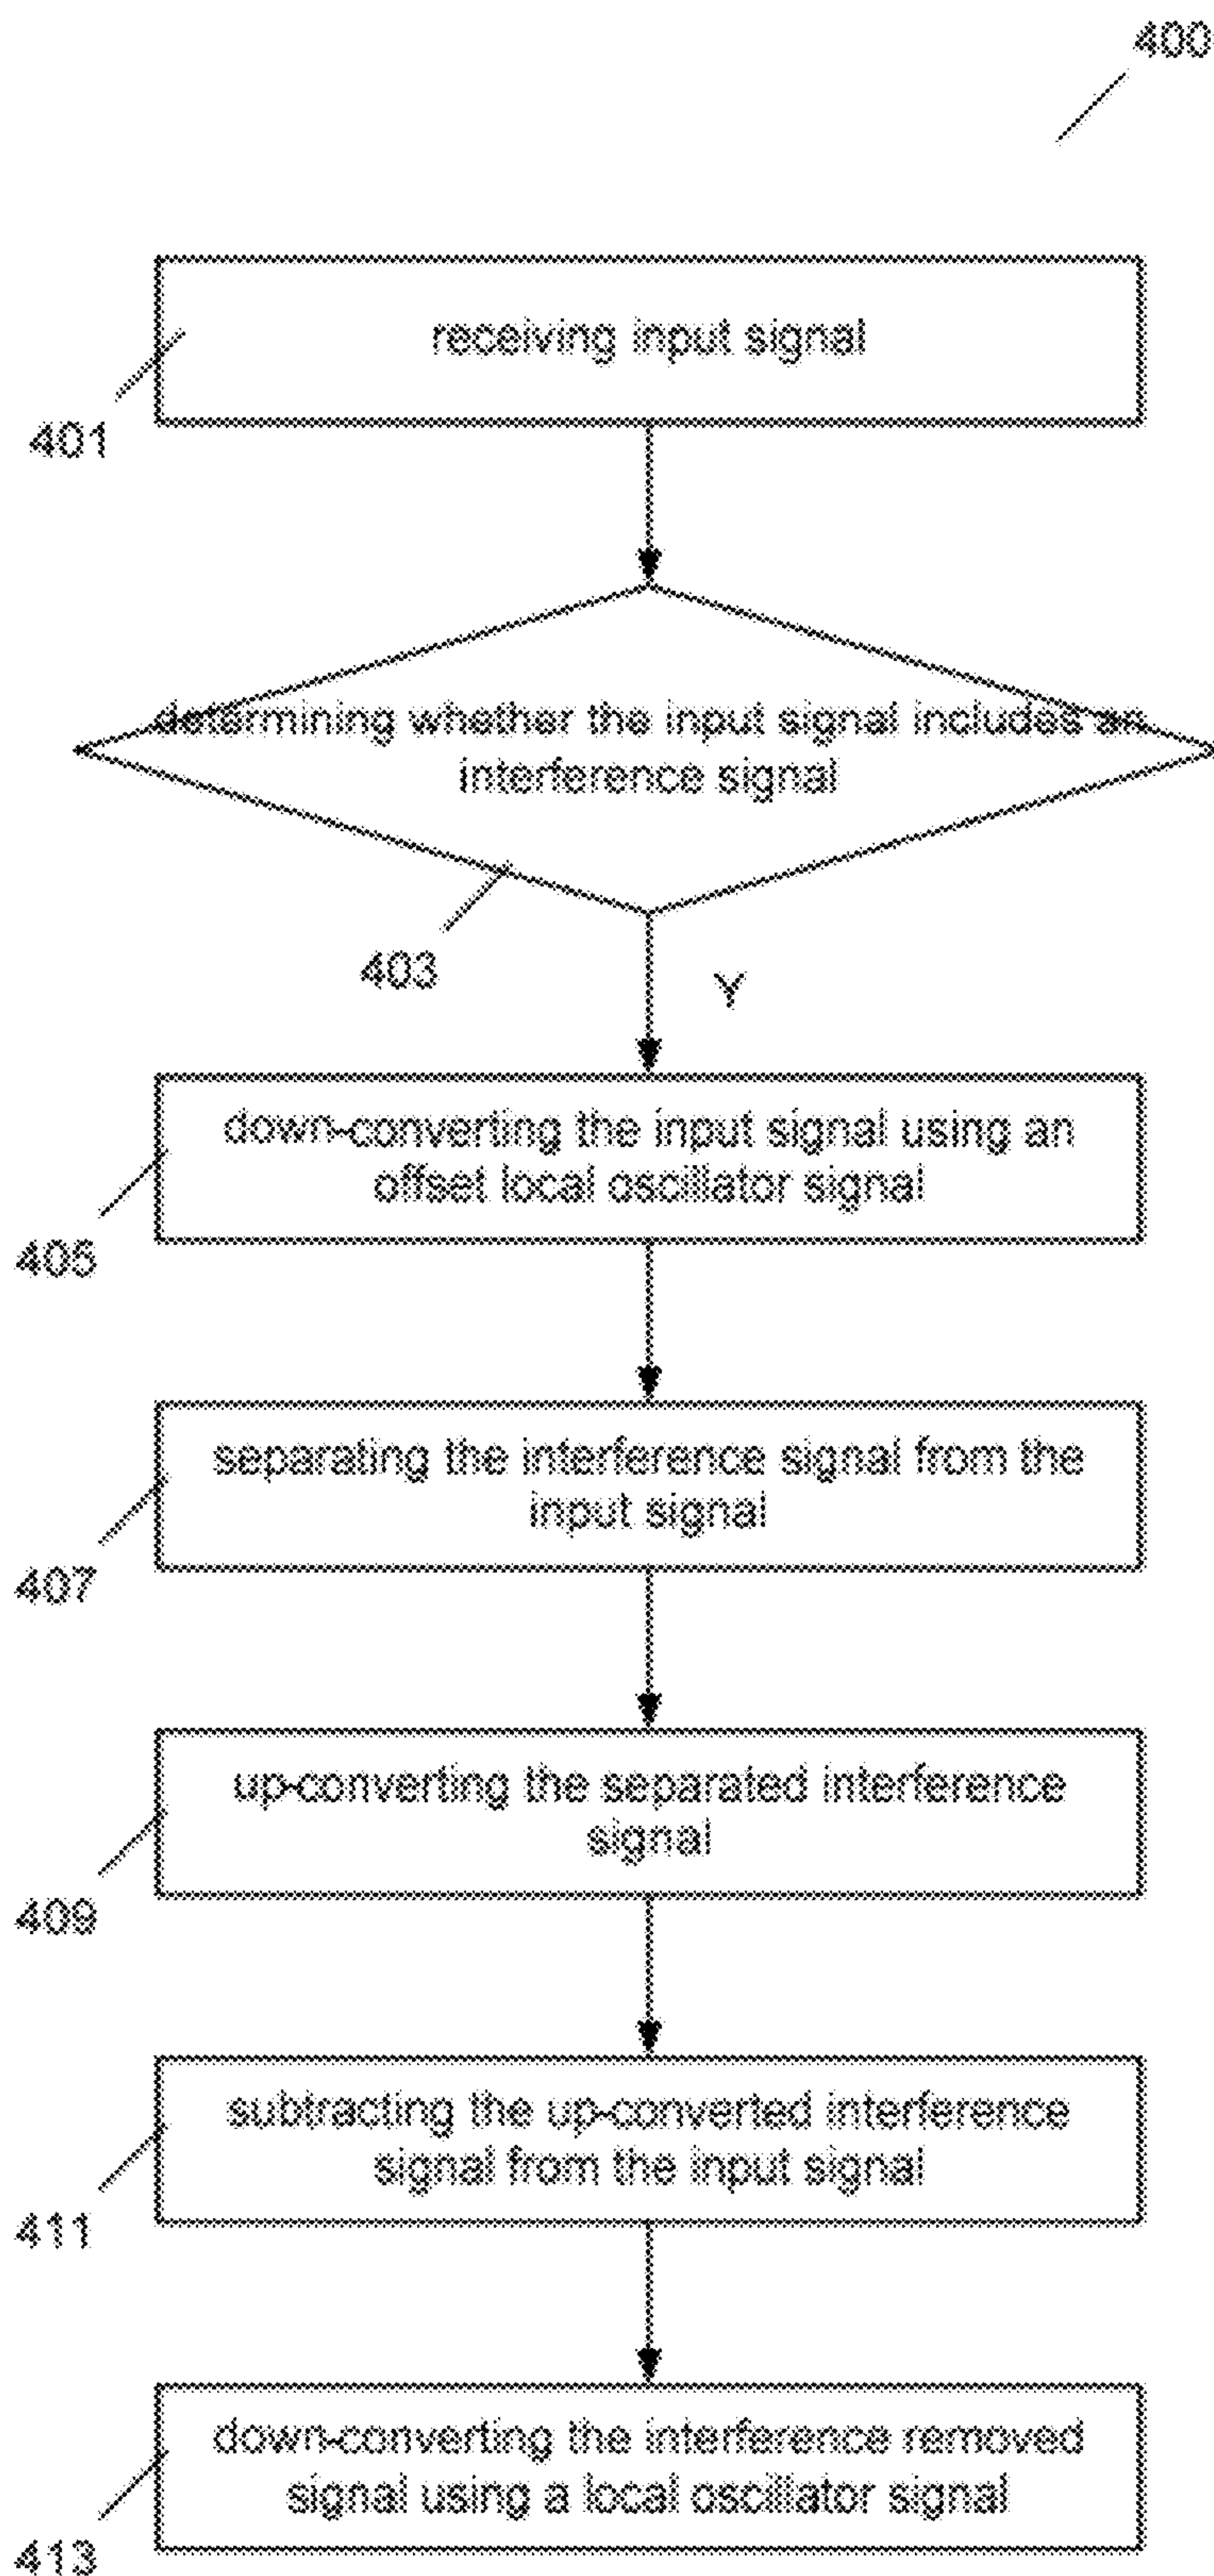 400
receiving input signal
401
determining whether the input signal includes an
interference signal
403
Y
down-converting the input signal using an
offset local oscillator signal
405
separating the interference signal from the
input signal
407
up-converting the separated interference
signal
409
subtracting the up-converted interference
signal from the input signal
411
down-converting the interference removed
signal using a local oscillator signal
413